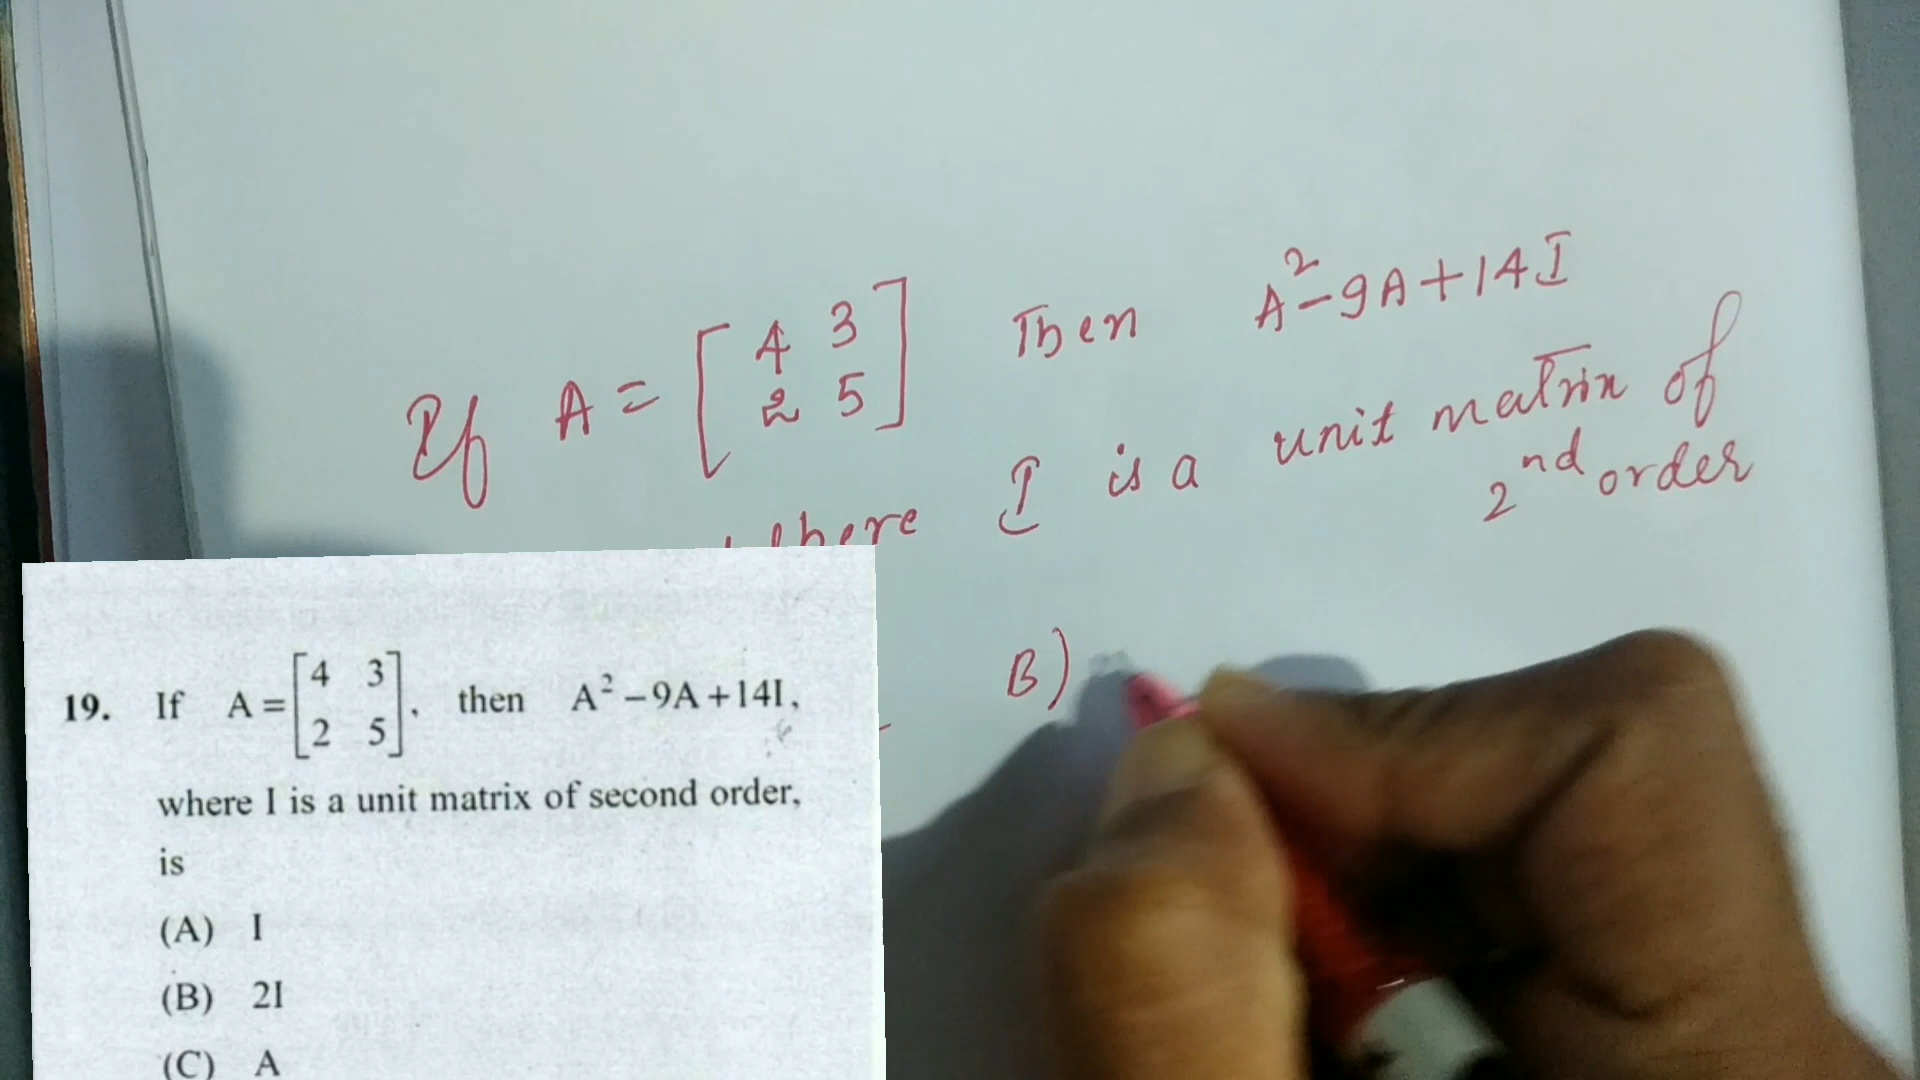 If A = [4 3 2 5] Then A²-9A+14I
where I is a unit matrix of
2nd order
B)
19. If A = [4 3 2 5], then A² – 9A + 14I,
where I is a unit matrix of second order,
is
(A) I
(B) 2I
(C) A